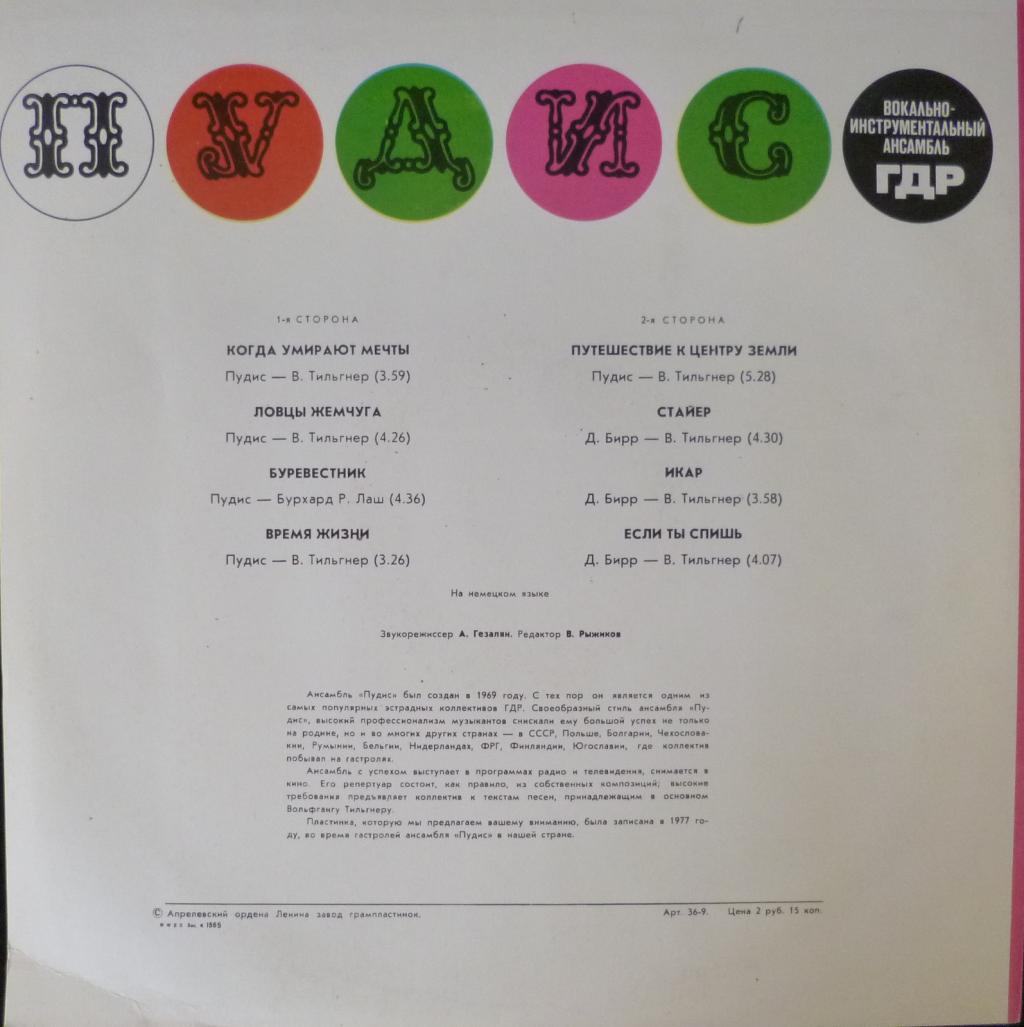 ПУДИС
ВОКАЛЬНО-
ИНСТРУМЕНТАЛЬНЫЙ
АНСАМБЛЬ
ГДР
1-я СТОРОНА
КОГДА УМИРАЮТ МЕЧТЫ
Пудис — В. Тильгнер (3.59)
ЛОВЦЫ ЖЕМЧУГА
Пудис — В. Тильгнер (4.26)
БУРЕВЕСТНИК
Пудис — Бурхард Р. Лаш (4.36)
ВРЕМЯ ЖИЗНИ
Пудис — В. Тильгнер (3.26)
2-я СТОРОНА
ПУТЕШЕСТВИЕ К ЦЕНТРУ ЗЕМЛИ
Пудис — В. Тильгнер (5.28)
СТАЙЕР
Д. Бирр — В. Тильгнер (4.30)
ИКАР
Д. Бирр — В. Тильгнер (3.58)
ЕСЛИ ТЫ СПИШЬ
Д. Бирр — В. Тильгнер (4.07)
На немецком языке
Звукорежиссер А. Гезалян. Редактор В. Рыжиков
Ансамбль «Пудис» был создан в 1969 году. С тех пор он является одним из
самых популярных эстрадных коллективов ГДР. Своеобразный стиль ансамбля «Пу-
дис», высокий профессионализм музыкантов снискали ему большой успех не только
на родине, но и во многих других странах — в СССР, Польше, Болгарии, Чехослова-
кии, Румынии, Бельгии, Нидерландах, ФРГ, Финляндии, Югославии, где коллектив
побывал на гастролях.
Ансамбль с успехом выступает в программах радио и телевидения, снимается в
кино. Его репертуар состоит, как правило, из собственных композиций; высокие
требования предъявляет коллектив к текстам песен, принадлежащим в основном
Вольфгангу Тильгнеру.
Пластинка, которую мы предлагаем вашему вниманию, была записана в 1977 го-
ду, во время гастролей ансамбля «Пудис» в нашей стране.
© Апрелевский ордена Ленина завод грампластинок.
Арт. 36-9. Цена 2 руб. 15 коп.
Зак. 4 1565